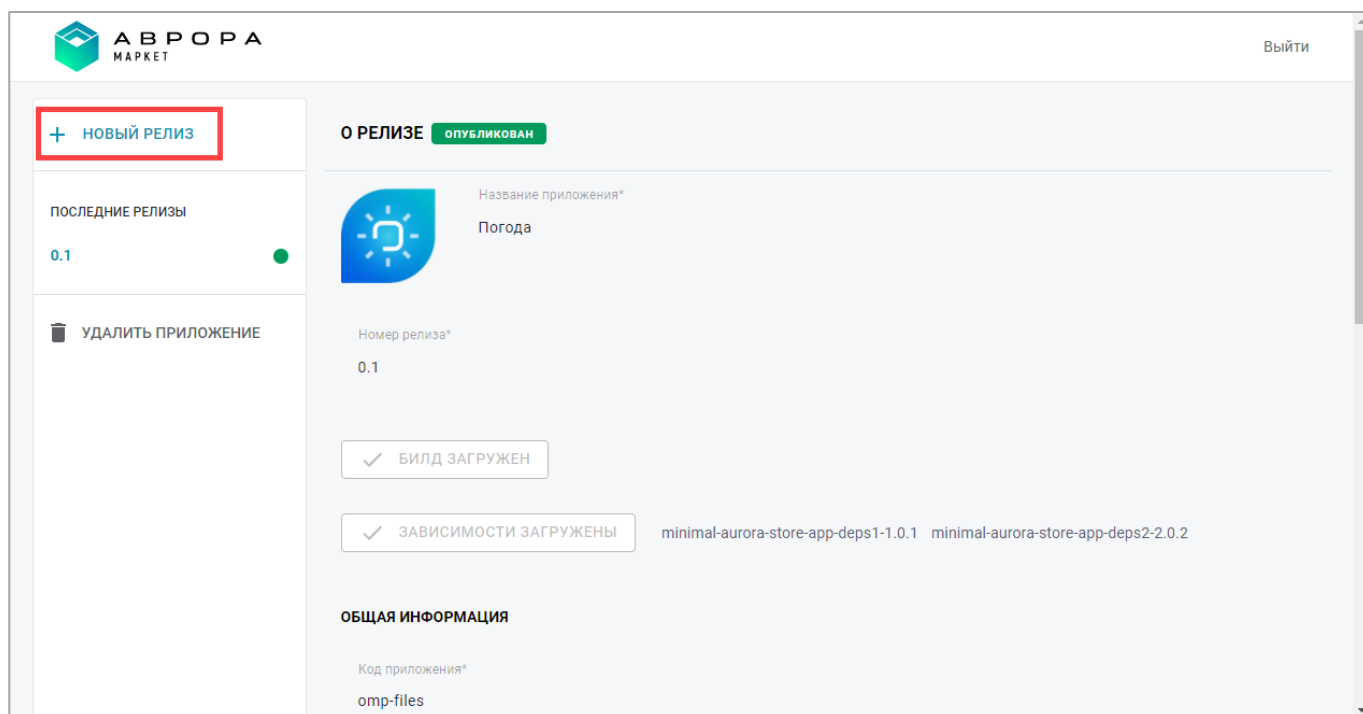 АВРОРА
МАРКЕТ
Выйти
НОВЫЙ РЕЛИЗ
ПОСЛЕДНИЕ РЕЛИЗЫ
0.1
УДАЛИТЬ ПРИЛОЖЕНИЕ
О РЕЛИЗЕ ОПУБЛИКОВАН
Название приложения*
Погода
Номер релиза*
0.1
БИЛД ЗАГРУЖЕН
ЗАВИСИМОСТИ ЗАГРУЖЕНЫ minimal-aurora-store-app-deps1-1.0.1 minimal-aurora-store-app-deps2-2.0.2
ОБЩАЯ ИНФОРМАЦИЯ
Код приложения*
omp-files